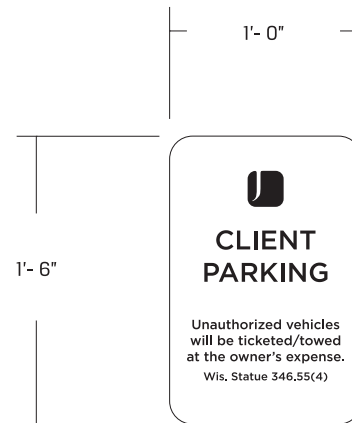 1'- 0"
1'- 6"
CLIENT
PARKING
Unauthorized vehicles
will be ticketed/towed
at the owner's expense.
Wis. Statue 346.55(4)